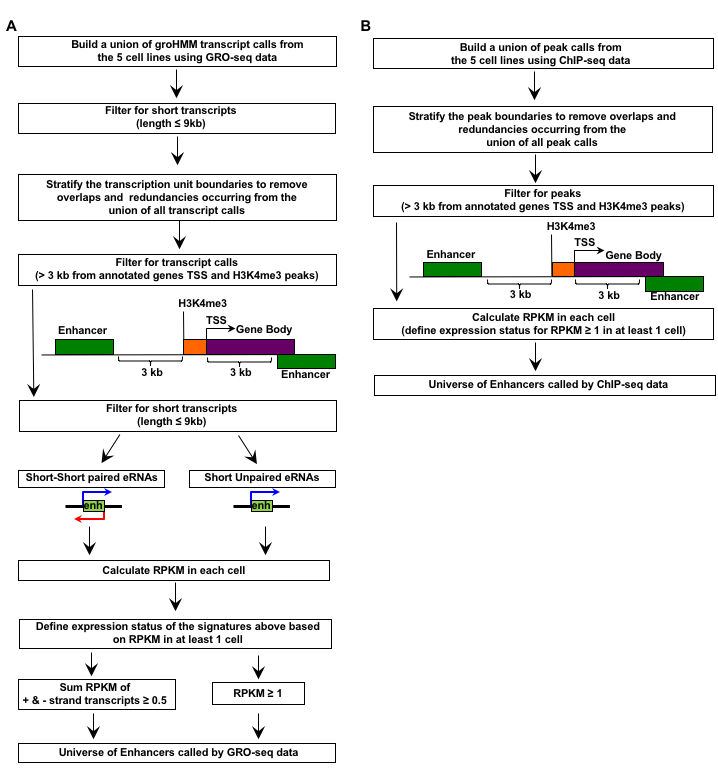 A
Build a union of groHMM transcript calls from
the 5 cell lines using GRO-seq data
Filter for short transcripts
(length ≤ 9kb)
Stratify the transcription unit boundaries to remove
overlaps and redundancies occurring from the
union of all transcript calls
Filter for transcript calls
(> 3 kb from annotated genes TSS and H3K4me3 peaks)
H3K4me3
TSS
Enhancer
Gene Body
3 kb
3 kb
Enhancer
Filter for short transcripts
(length ≤ 9kb)
Short-Short paired eRNAs
Short Unpaired eRNAs
enh
enh
Calculate RPKM in each cell
Define expression status of the signatures above based
on RPKM in at least 1 cell
Sum RPKM of
+ & - strand transcripts ≥ 0.5
RPKM ≥ 1
Universe of Enhancers called by GRO-seq data
B
Build a union of peak calls from
the 5 cell lines using ChIP-seq data
Stratify the peak boundaries to remove overlaps and
redundancies occurring from the
union of all peak calls
Filter for peaks
(> 3 kb from annotated genes TSS and H3K4me3 peaks)
H3K4me3
TSS
Enhancer
Gene Body
3 kb
3 kb
Enhancer
Calculate RPKM in each cell
(define expression status for RPKM ≥ 1 in at least 1 cell)
Universe of Enhancers called by ChIP-seq data